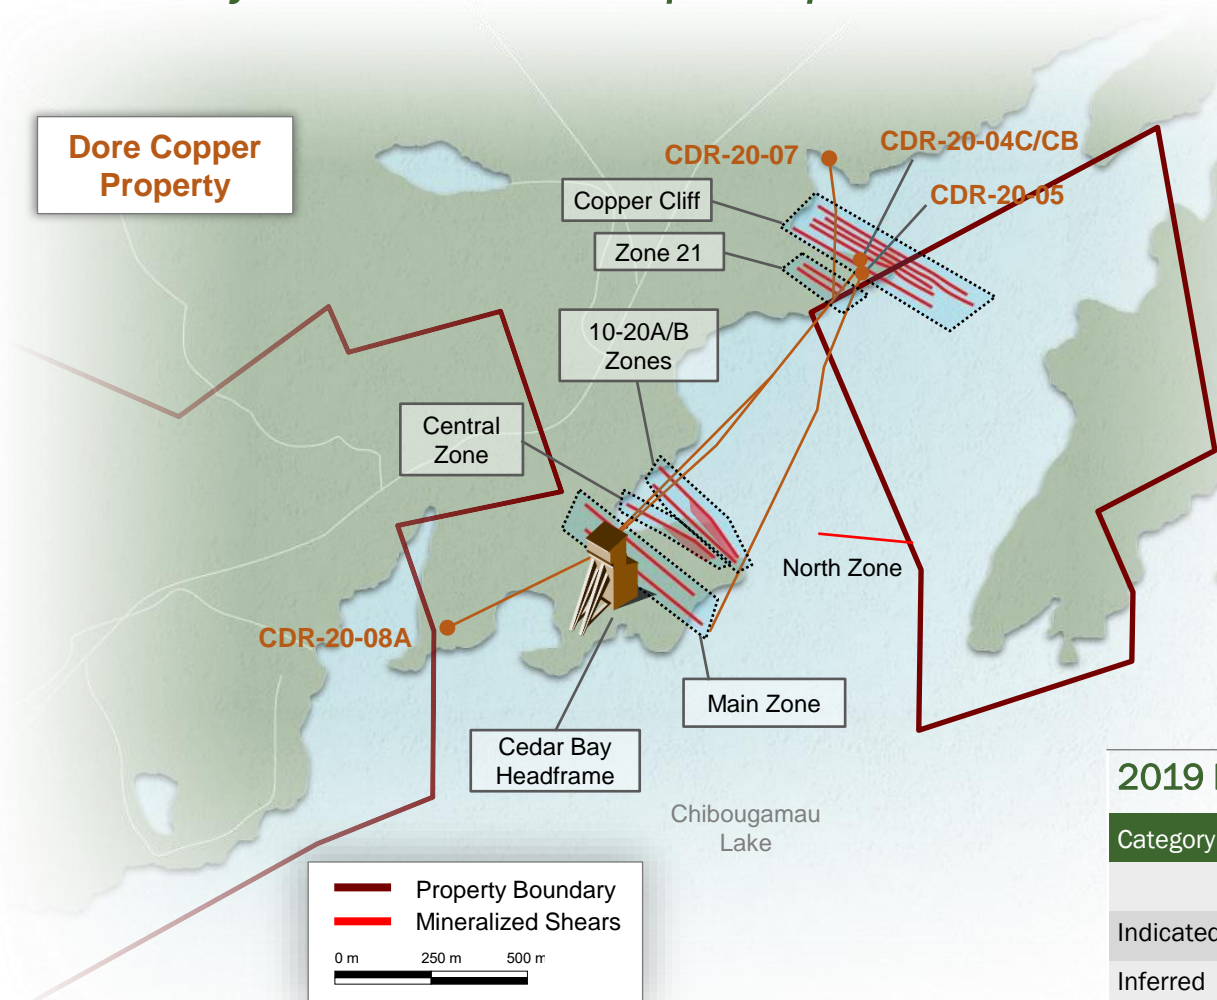 Dore Copper
Property
CDR-20-07
CDR-20-04C/CB
CDR-20-05
Copper Cliff
Zone 21
10-20A/B
Zones
Central
Zone
North Zone
CDR-20-08A
Main Zone
Cedar Bay
Headframe
Chibougamau
Lake
Property Boundary
Mineralized Shears
0 m 250 m 500 m
2019
Category
Indicated
Inferred